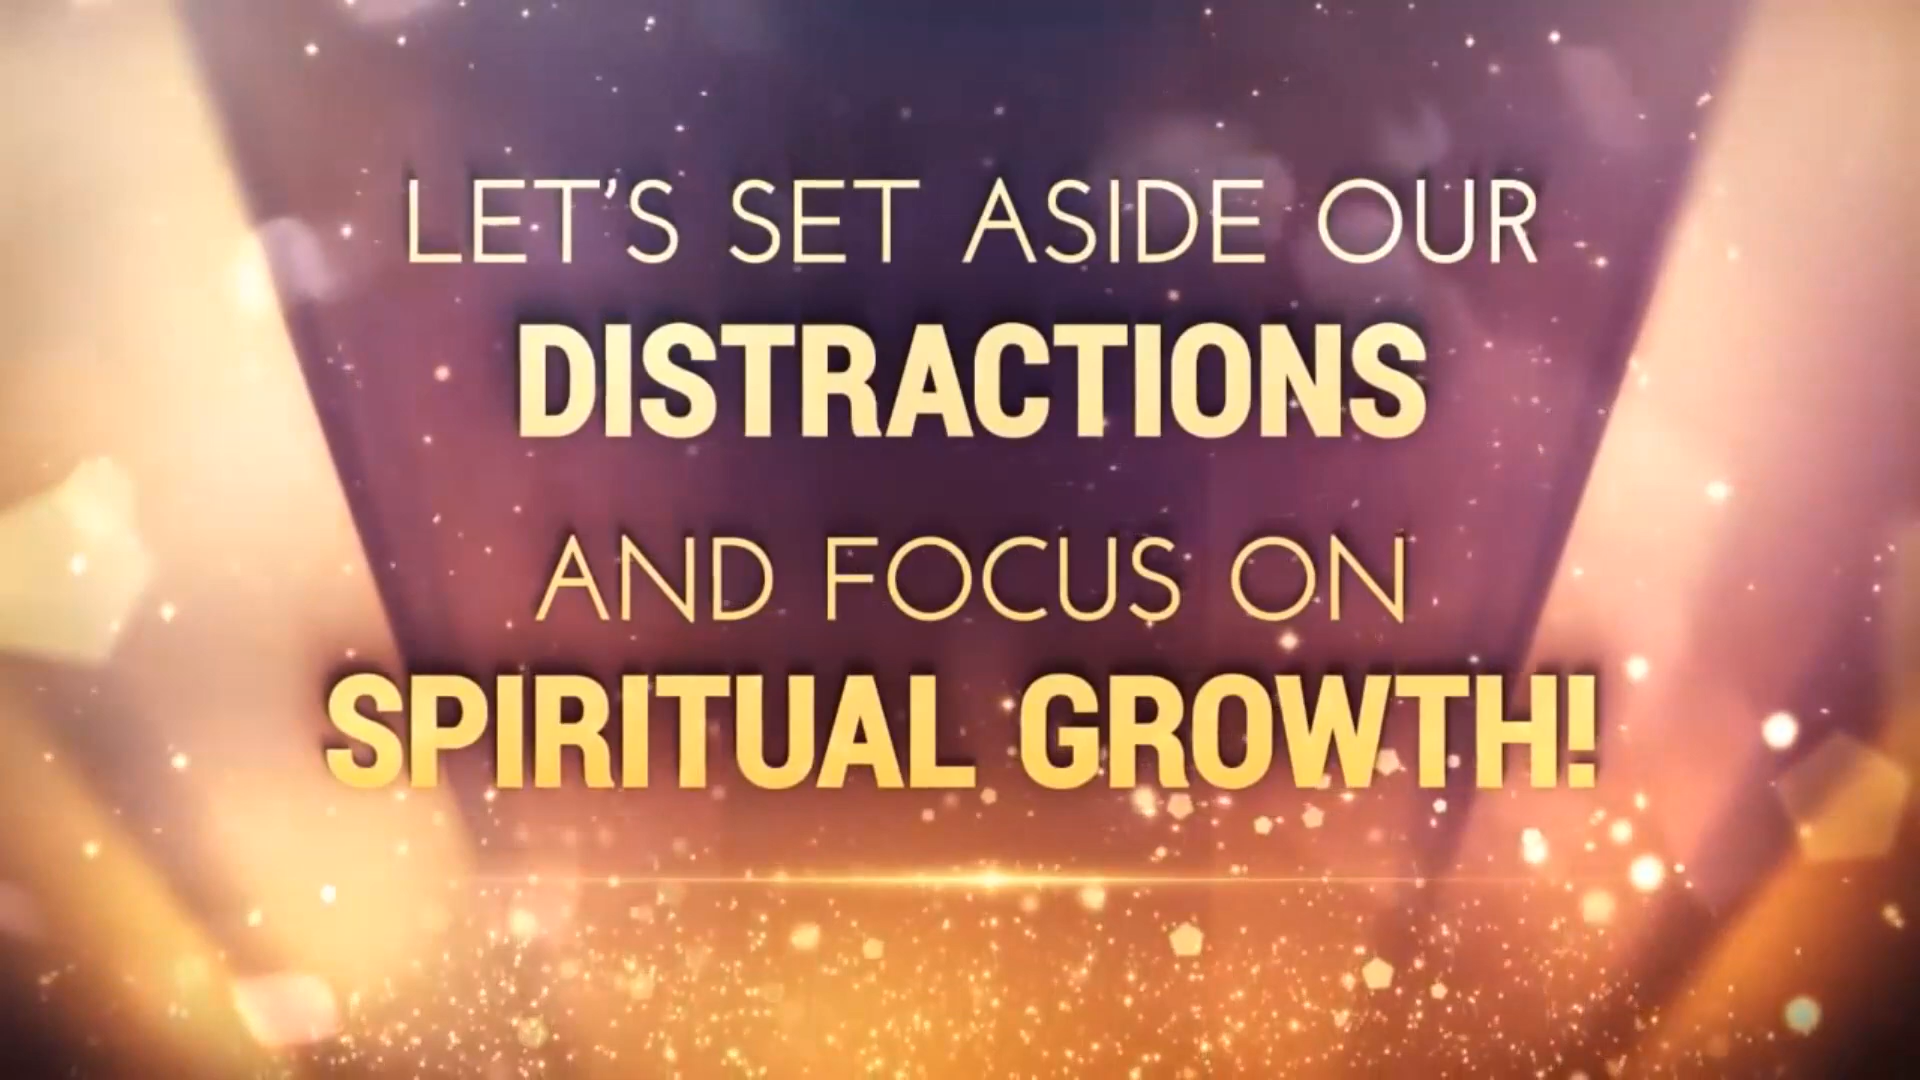 LET'S SET ASIDE OUR
DISTRACTIONS
AND FOCUS ON
SPIRITUAL GROWTH!